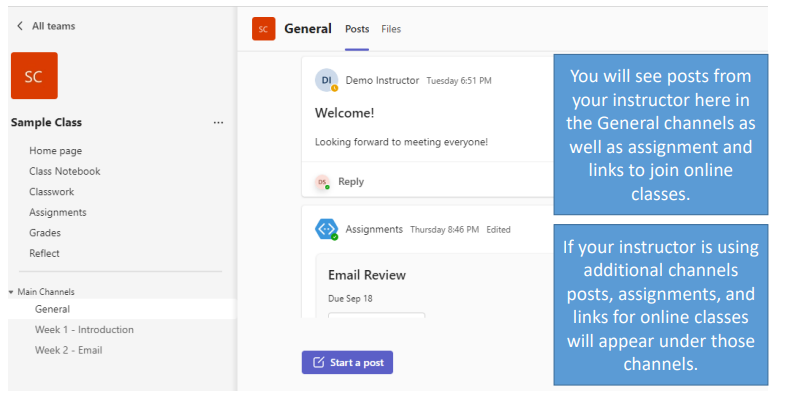 All teams
SC
Sample Class
...
Home page
Class Notebook
Classwork
Assignments
Grades
Reflect
Main Channels
General
Week 1 - Introduction
Week 2 - Email
SC General Posts Files
DI Demo Instructor Tuesday 6:51 PM
Welcome!
Looking forward to meeting everyone!
DS Reply
Assignments Thursday 8:46 PM Edited
Email Review
Due Sep 18
Start a post
You will see posts from
your instructor here in
the General channels as
well as assignment and
links to join online
classes.
If your instructor is using
additional channels
posts, assignments, and
links for online classes
will appear under those
channels.